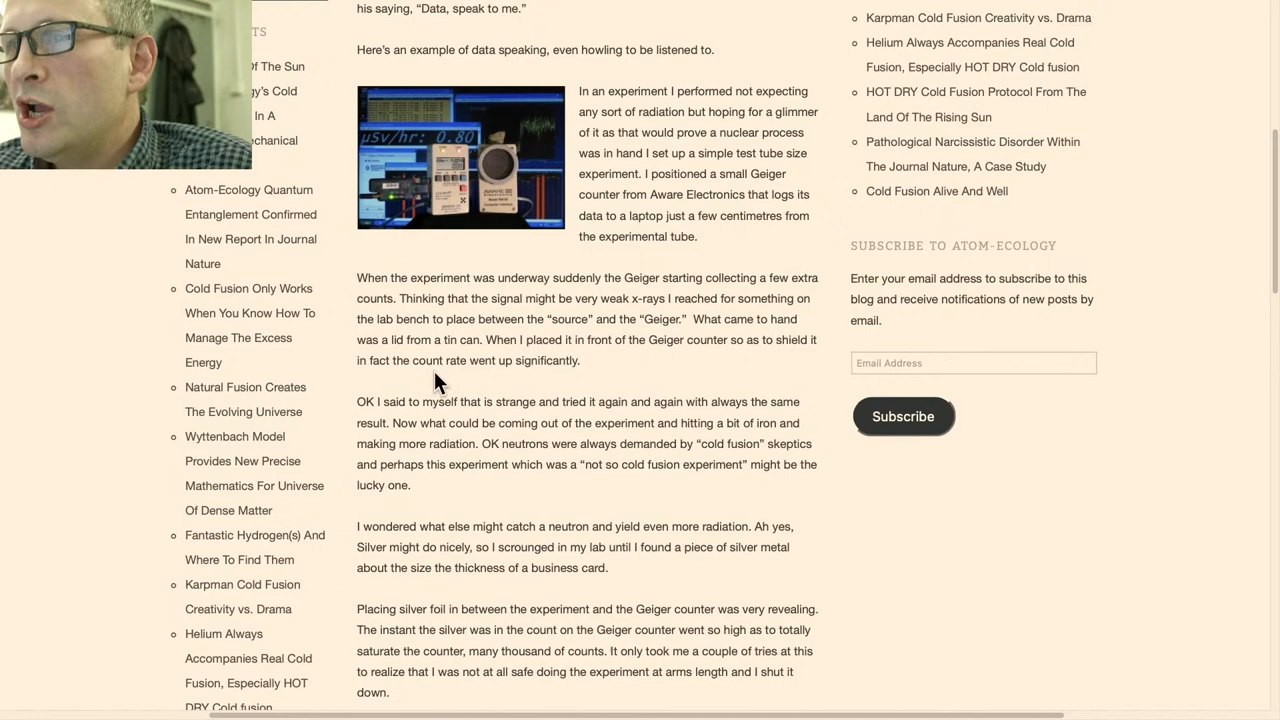 his saying, “Data, speak to me.”
Here’s an example of data speaking, even howling to be listened to.
µSv/hr: 0.80
In an experiment I performed not expecting
any sort of radiation but hoping for a glimmer
of it as that would prove a nuclear process
was in hand I set up a simple test tube size
experiment. I positioned a small Geiger
counter from Aware Electronics that logs its
data to a laptop just a few centimetres from
the experimental tube.
When the experiment was underway suddenly the Geiger starting collecting a few extra
counts. Thinking that the signal might be very weak x-rays I reached for something on
the lab bench to place between the “source” and the “Geiger.”  What came to hand
was a lid from a tin can. When I placed it in front of the Geiger counter so as to shield it
in fact the count rate went up significantly.
OK I said to myself that is strange and tried it again and again with always the same
result. Now what could be coming out of the experiment and hitting a bit of iron and
making more radiation. OK neutrons were always demanded by “cold fusion” skeptics
and perhaps this experiment which was a “not so cold fusion experiment” might be the
lucky one.
I wondered what else might catch a neutron and yield even more radiation. Ah yes,
Silver might do nicely, so I scrounged in my lab until I found a piece of silver metal
about the size the thickness of a business card.
Placing silver foil in between the experiment and the Geiger counter was very revealing.
The instant the silver was in the count on the Geiger counter went so high as to totally
saturate the counter, many thousand of counts. It only took me a couple of tries at this
to realize that I was not at all safe doing the experiment at arms length and I shut it
down.
TS
Of The Sun
gy’s Cold
In A
echanical
Atom-Ecology Quantum
Entanglement Confirmed
In New Report In Journal
Nature
Cold Fusion Only Works
When You Know How To
Manage The Excess
Energy
Natural Fusion Creates
The Evolving Universe
Wyttenbach Model
Provides New Precise
Mathematics For Universe
Of Dense Matter
Fantastic Hydrogen(s) And
Where To Find Them
Karpman Cold Fusion
Creativity vs. Drama
Helium Always
Accompanies Real Cold
Fusion, Especially HOT
DRY Cold fusion
Karpman Cold Fusion Creativity vs. Drama
Helium Always Accompanies Real Cold
Fusion, Especially HOT DRY Cold fusion
HOT DRY Cold Fusion Protocol From The
Land Of The Rising Sun
Pathological Narcissistic Disorder Within
The Journal Nature, A Case Study
Cold Fusion Alive And Well
SUBSCRIBE TO ATOM-ECOLOGY
Enter your email address to subscribe to this
blog and receive notifications of new posts by
email.
Email Address
Subscribe